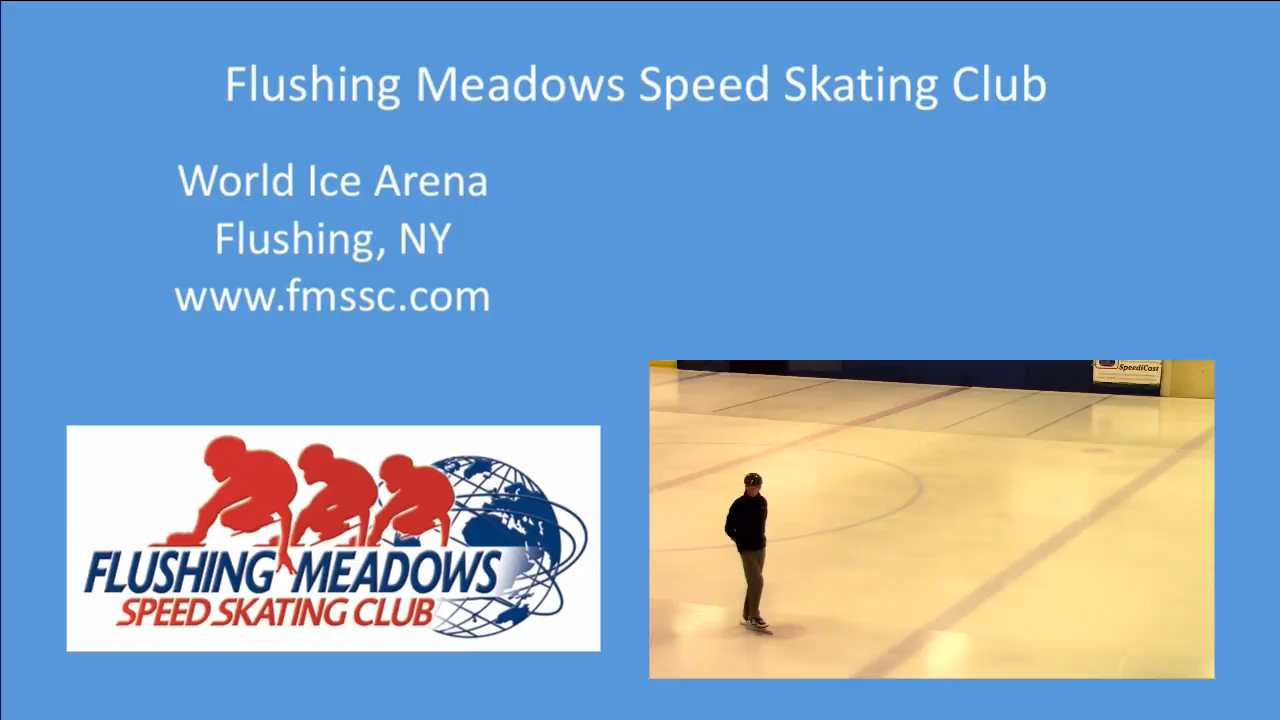 Flushing Meadows Speed Skating Club
World Ice Arena
Flushing, NY
www.fmssc.com
SpeediCast
FLUSHING MEADOWS
SPEED SKATING CLUB